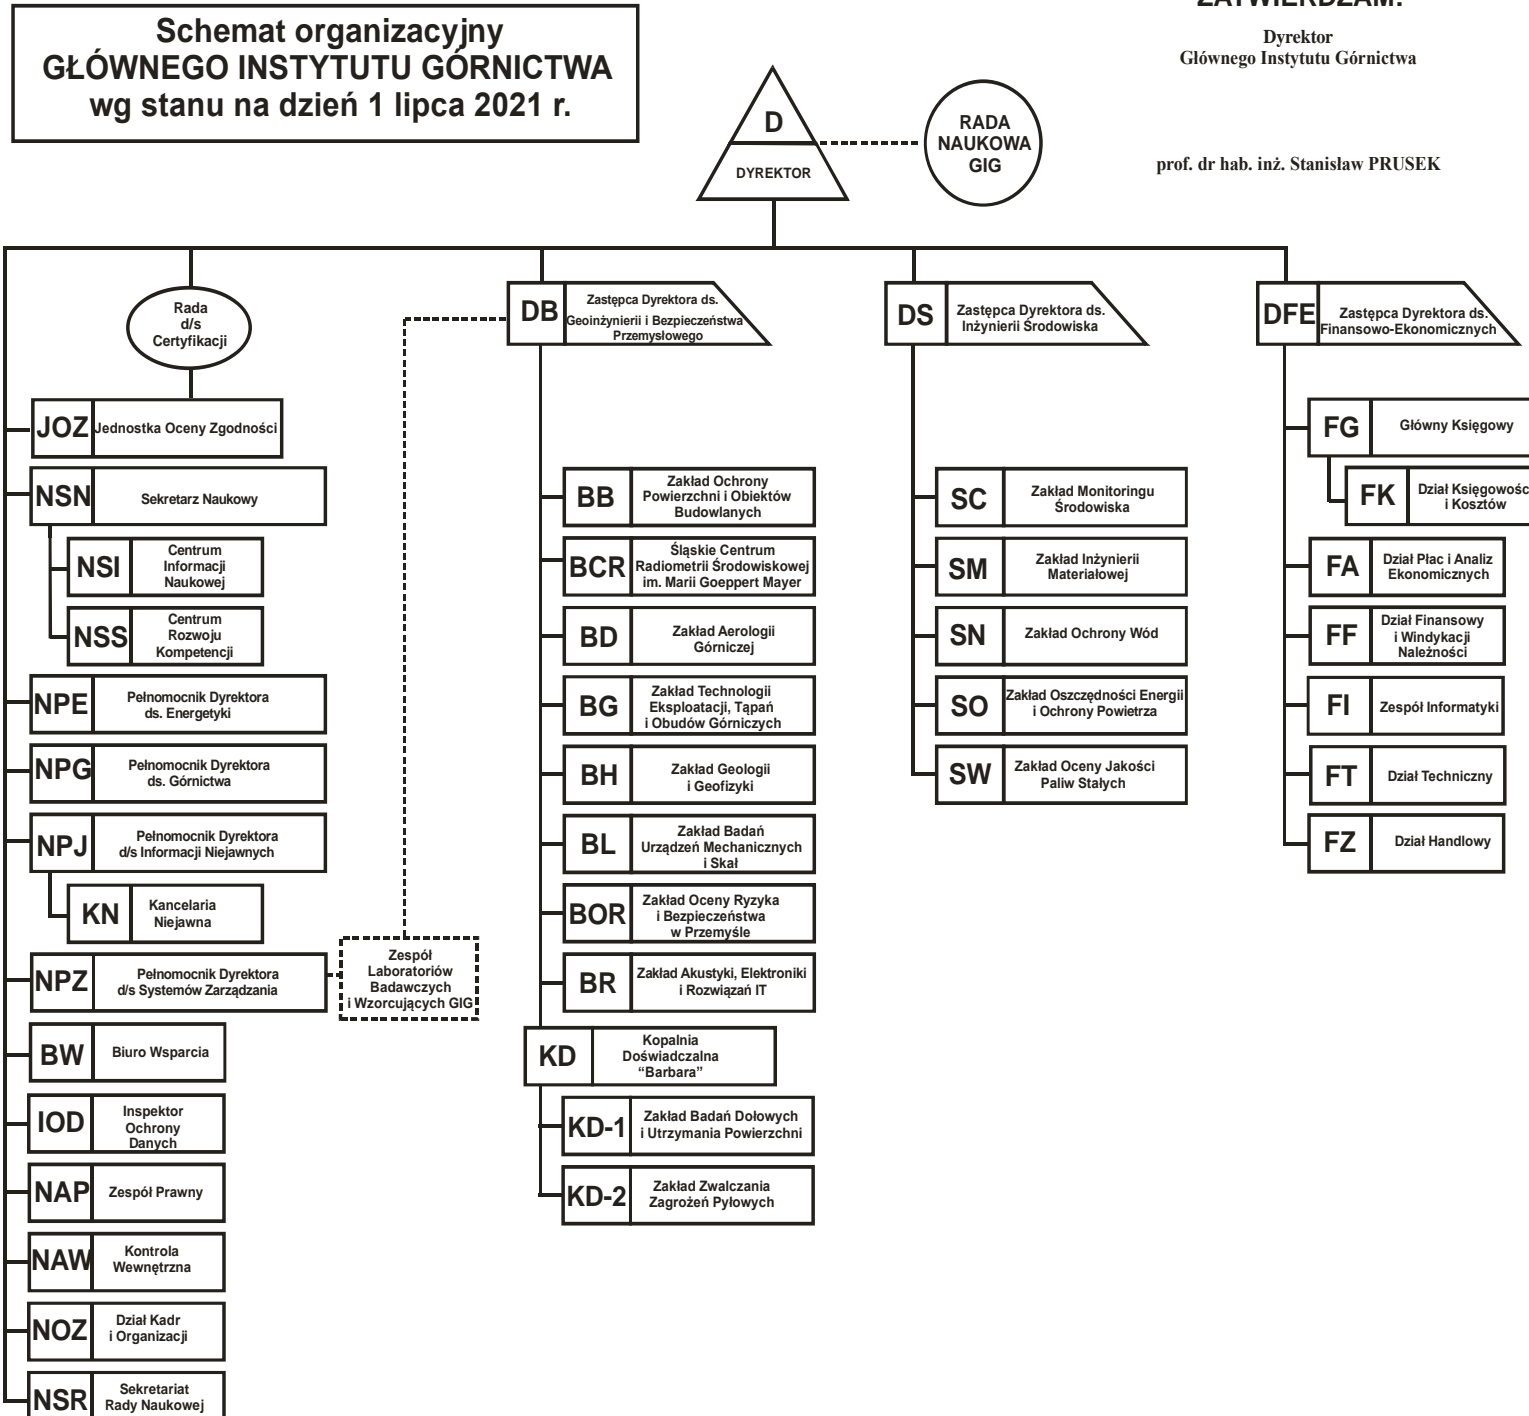 Schemat organizacyjny
GŁÓWNEGO INSTYTUTU GÓRNICTWA
wg stanu na dzień 1 lipca 2021 r.
ZATWIERDZAM:
Dyrektor
Głównego Instytutu Górnictwa
prof. dr hab. inż. Stanisław PRUSEK
D
DYREKTOR
RADA
NAUKOWA
GIG
Rada
d/s
Certyfikacji
JOZ
Jednostka Oceny Zgodności
NSN
Sekretarz Naukowy
NSI
Centrum
Informacji
Naukowej
NSS
Centrum
Rozwoju
Kompetencji
NPE
Pełnomocnik Dyrektora
ds. Energetyki
NPG
Pełnomocnik Dyrektora
ds. Górnictwa
NPJ
Pełnomocnik Dyrektora
d/s Informacji Niejawnych
KN
Kancelaria
Niejawna
NPZ
Pełnomocnik Dyrektora
d/s Systemów Zarządzania
Zespół
Laboratoriów
Badawczych
i Wzorcujących GIG
BW
Biuro Wsparcia
IOD
Inspektor
Ochrony
Danych
NAP
Zespół Prawny
NAW
Kontrola
Wewnętrzna
NOZ
Dział Kadr
i Organizacji
NSR
Sekretariat
Rady Naukowej
DB
Zastępca Dyrektora ds.
Geoinżynierii i Bezpieczeństwa
Przemysłowego
BB
Zakład Ochrony
Powierzchni i Obiektów
Budowlanych
BCR
Śląskie Centrum
Radiometrii Środowiskowej
im. Marii Goeppert Mayer
BD
Zakład Aerologii
Górniczej
BG
Zakład Technologii
Eksploatacji, Tąpań
i Obudów Górniczych
BH
Zakład Geologii
i Geofizyki
BL
Zakład Badań
Urządzeń Mechanicznych
i Skał
BOR
Zakład Oceny Ryzyka
i Bezpieczeństwa
w Przemyśle
BR
Zakład Akustyki, Elektroniki
i Rozwiązań IT
KD
Kopalnia
Doświadczalna
“Barbara”
KD-1
Zakład Badań Dołowych
i Utrzymania Powierzchni
KD-2
Zakład Zwalczania
Zagrożeń Pyłowych
DS
Zastępca Dyrektora ds.
Inżynierii Środowiska
SC
Zakład Monitoringu
Środowiska
SM
Zakład Inżynierii
Materiałowej
SN
Zakład Ochrony Wód
SO
Zakład Oszczędności Energii
i Ochrony Powietrza
SW
Zakład Oceny Jakości
Paliw Stałych
DFE
Zastępca Dyrektora ds.
Finansowo-Ekonomicznych
FG
Główny Księgowy
FK
Dział Księgowośc
i Kosztów
FA
Dział Płac i Analiz
Ekonomicznych
FF
Dział Finansowy
i Windykacji
Należności
FI
Zespół Informatyki
FT
Dział Techniczny
FZ
Dział Handlowy